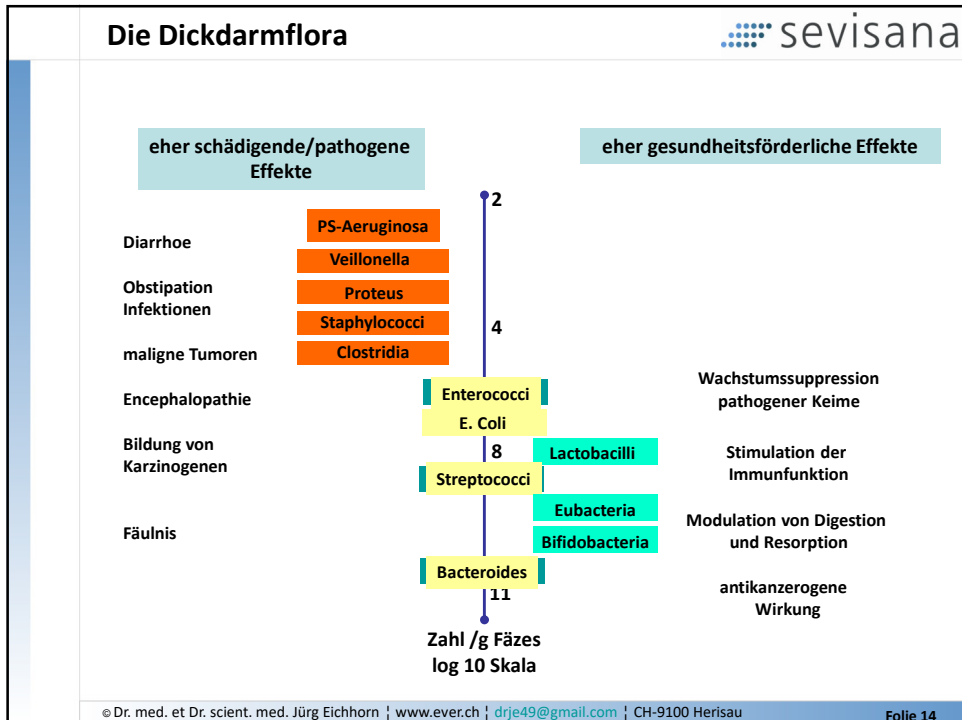 Die Dickdarmflora
sevisana
eher schädigende/pathogene
Effekte
eher gesundheitsförderliche Effekte
2
PS-Aeruginosa
Diarrhoe
Veillonella
Obstipation
Infektionen
Proteus
Staphylococci
4
maligne Tumoren
Clostridia
Encephalopathie
Enterococci
Wachstumssuppression
pathogener Keime
E. Coli
Bildung von
Karzinogenen
8
Lactobacilli
Stimulation der
Immunfunktion
Streptococci
Eubacteria
Fäulnis
Bifidobacteria
Modulation von Digestion
und Resorption
Bacteroides
11
antikanzerogene
Wirkung
Zahl /g Fäzes
log 10 Skala
© Dr. med. et Dr. scient. med. Jürg Eichhorn ¦ www.ever.ch ¦ drje49@gmail.com ¦ CH-9100 Herisau
Folie 14